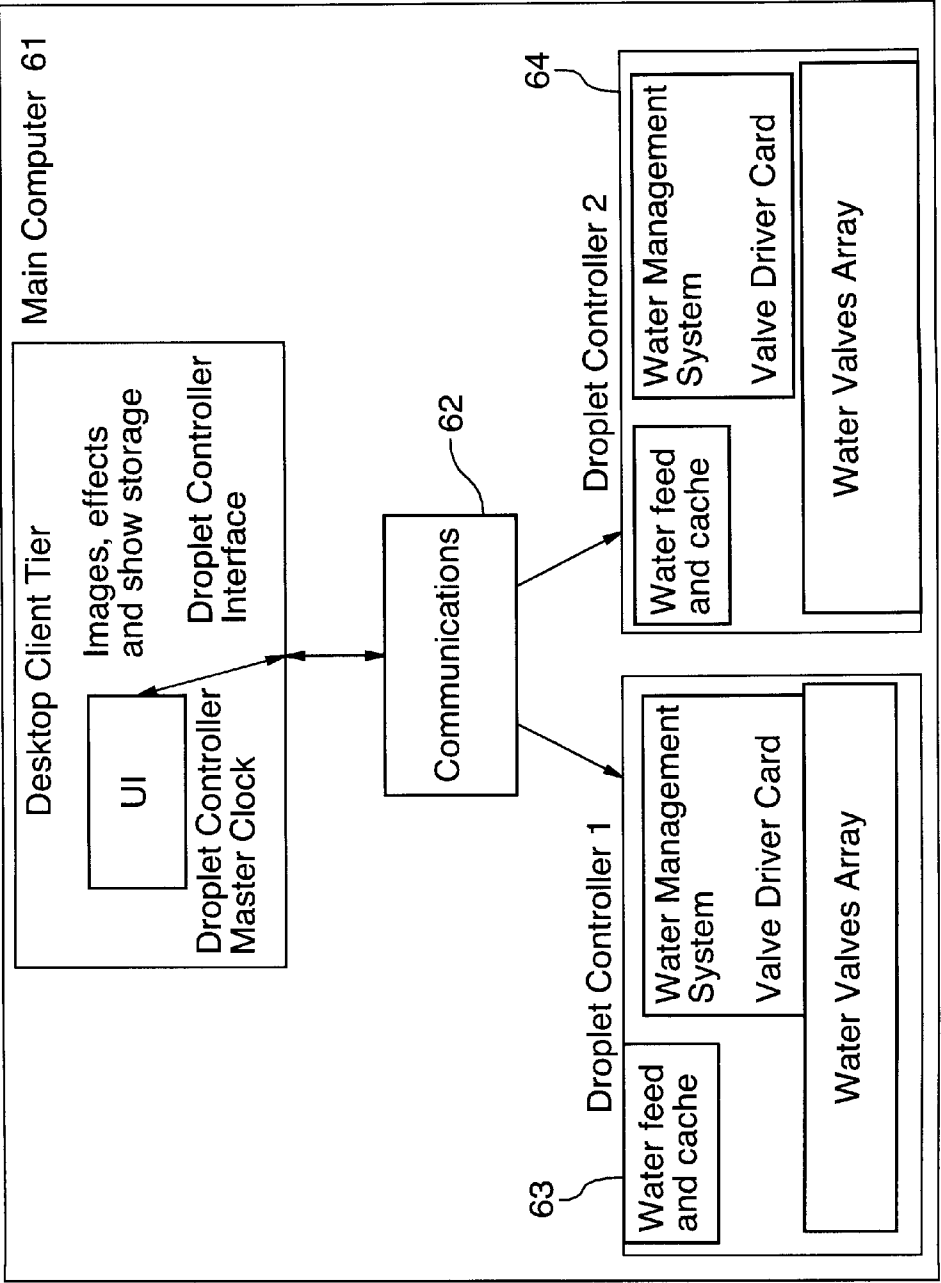 Main Computer 61
Desktop Client Tier
UI
Images, effects
and show storage
Droplet Controller
Master Clock
Droplet Controller
Interface
Communications
62
Droplet Controller 1
63
Water feed
and cache
Water Management
System
Valve Driver Card
Water Valves Array
Droplet Controller 2
64
Water feed
and cache
Water Management
System
Valve Driver Card
Water Valves Array